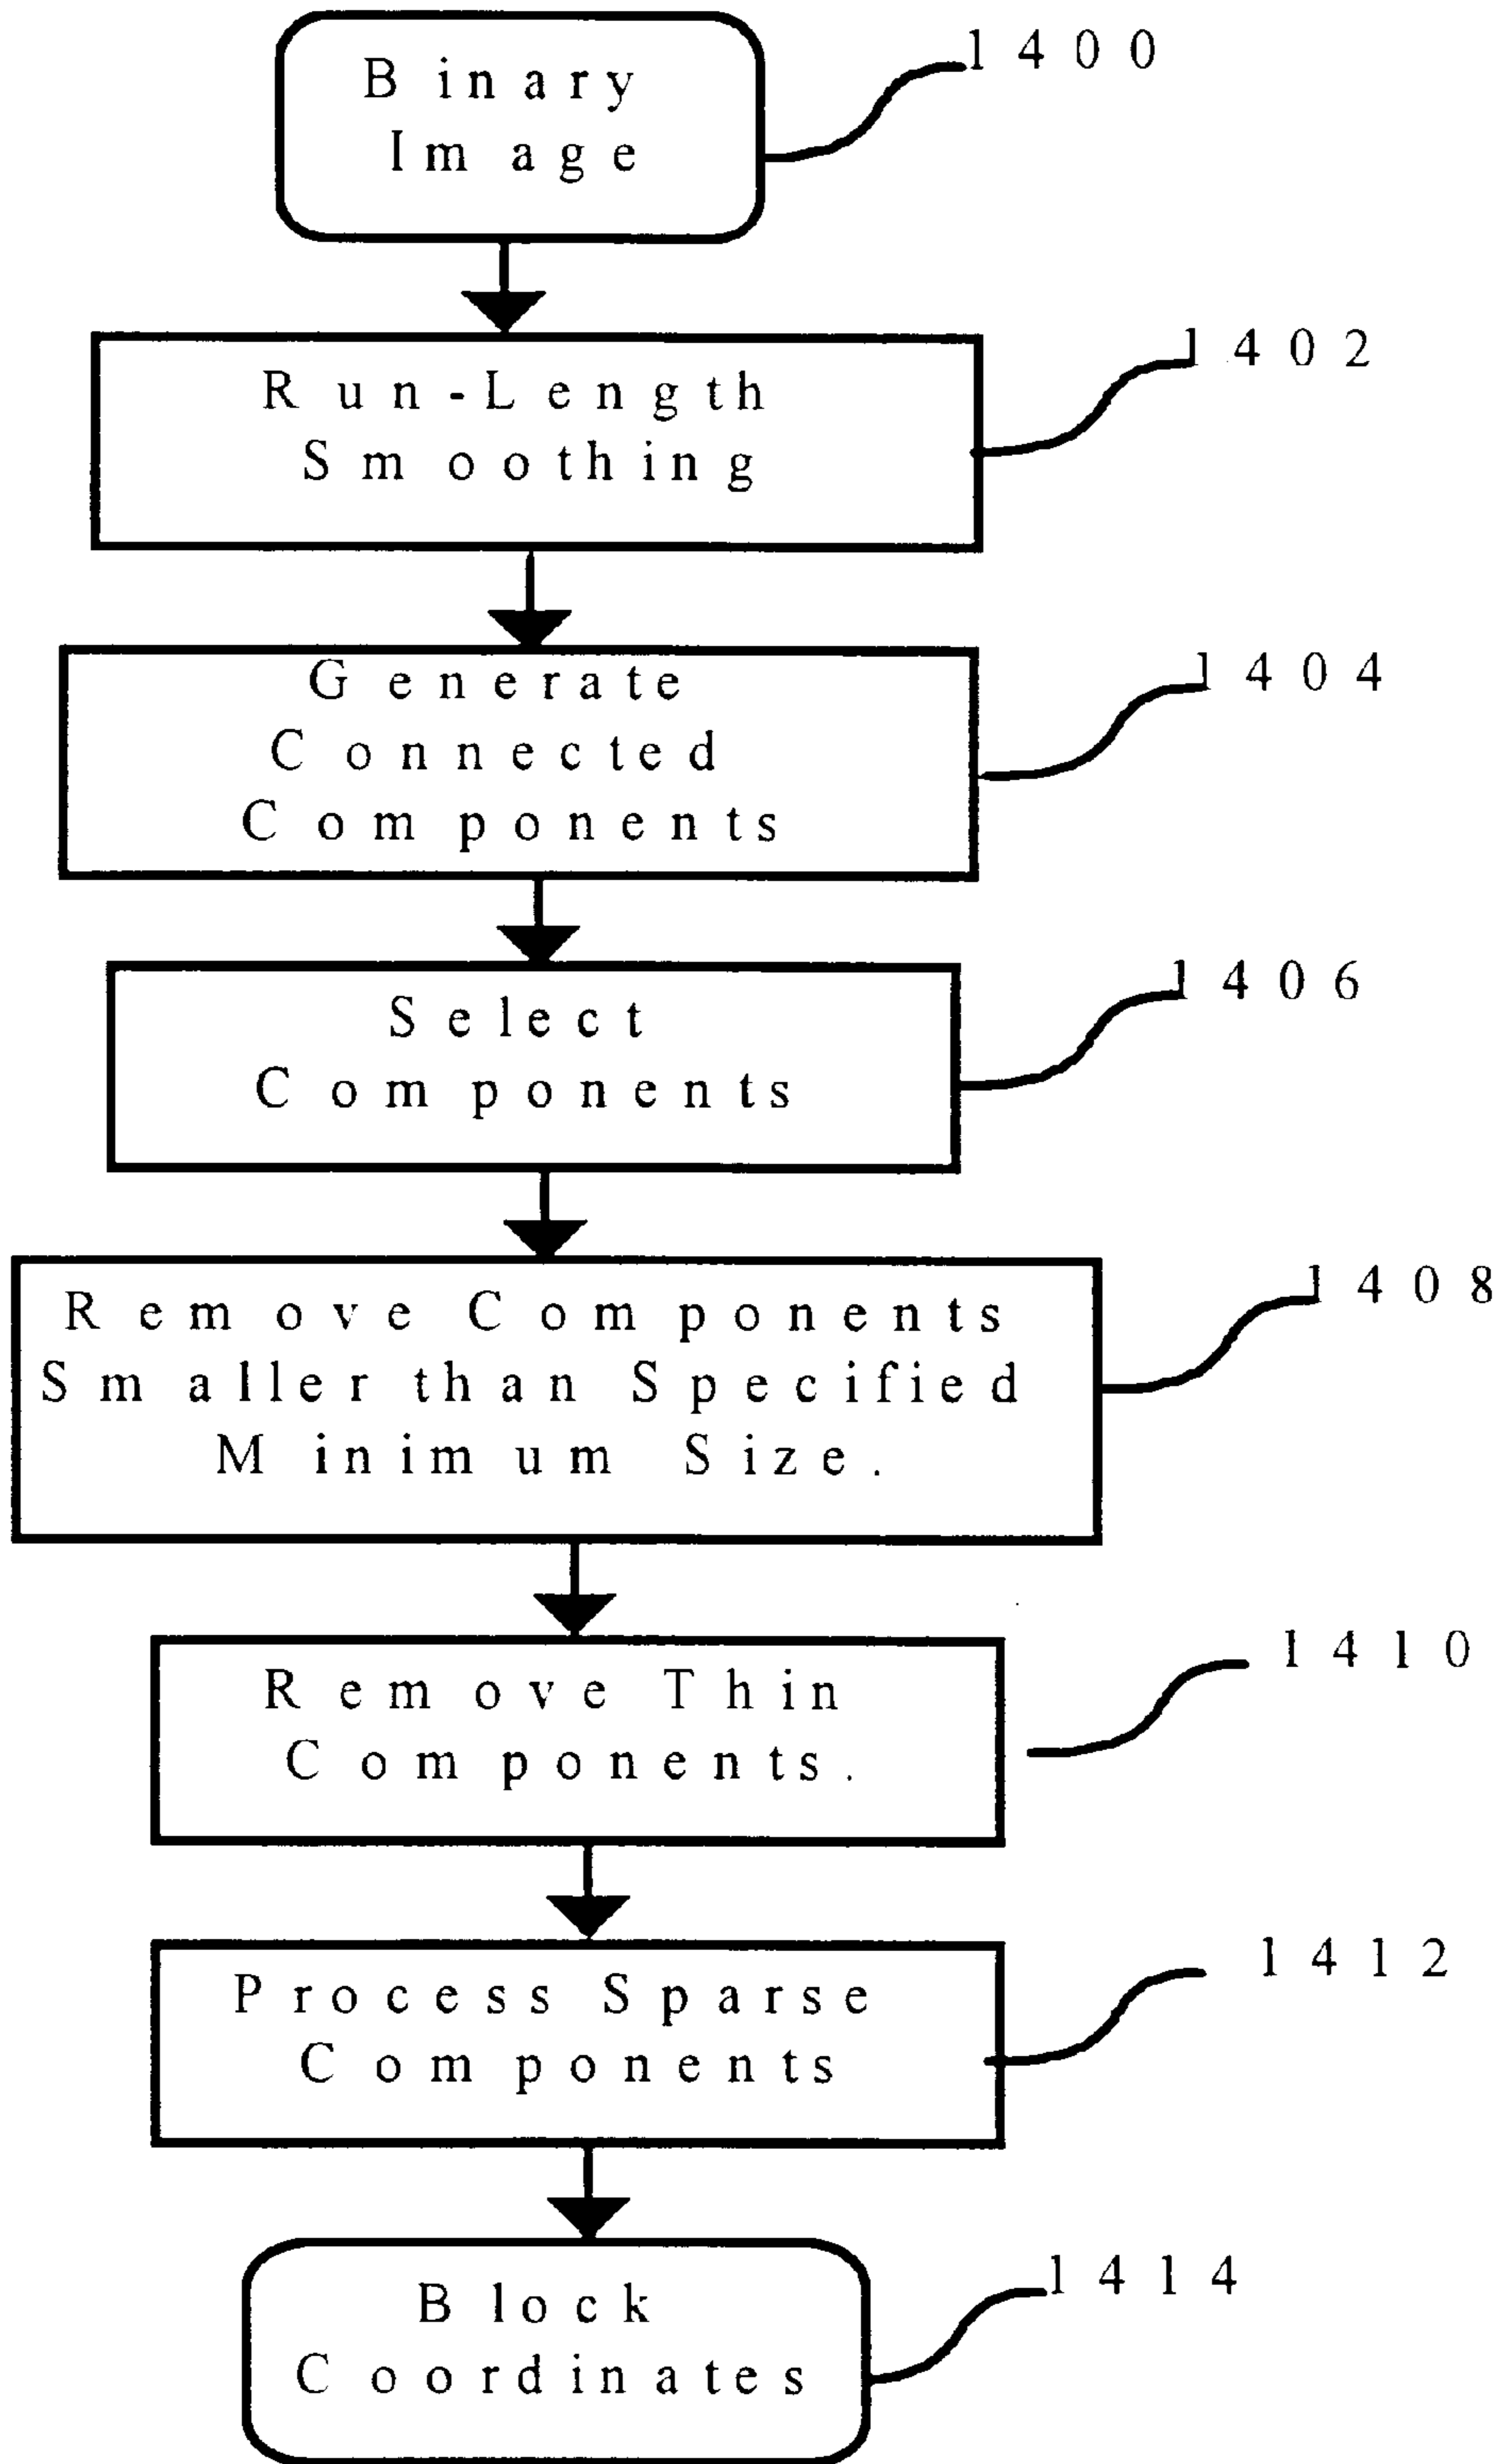 Binary
Image
1400
Run-Length
Smoothing
1402
Generate
Connected
Components
1404
Select
Components
1406
Remove Components
Smaller than Specified
Minimum Size.
1408
Remove Thin
Components.
1410
Process Sparse
Components
1412
Block
Coordinates
1414